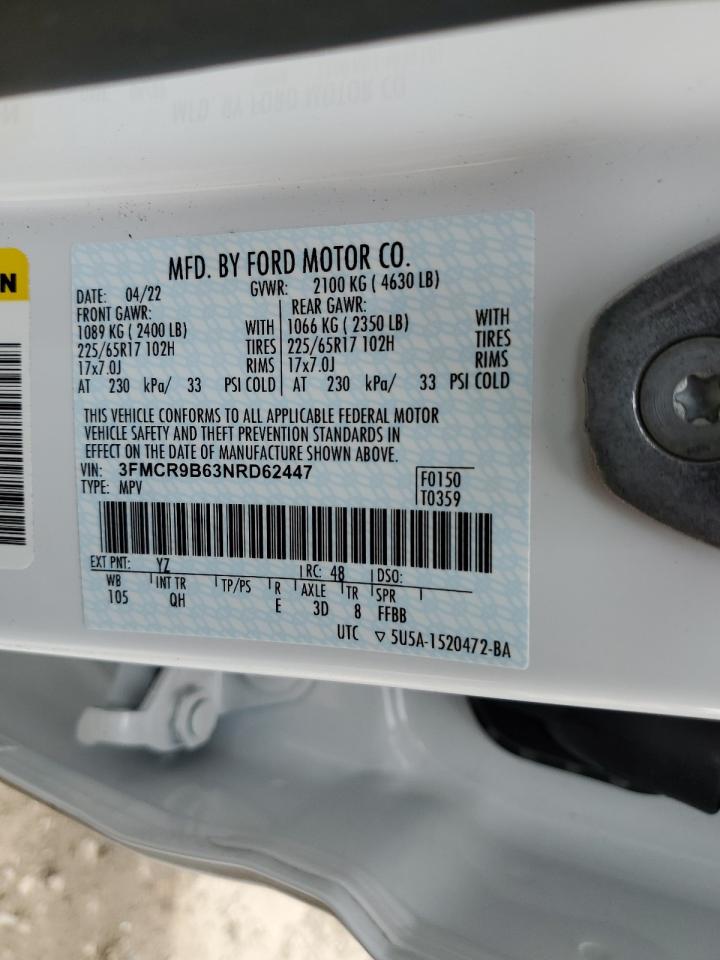 MFD. BY FORD MOTOR CO.
DATE: 04/22 GVWR: 2100 KG ( 4630 LB)
FRONT GAWR: REAR GAWR:
1089 KG ( 2400 LB) WITH 1066 KG ( 2350 LB) WITH
225/65R17 102H TIRES 225/65R17 102H TIRES
17x7.0J RIMS 17x7.0J RIMS
AT 230 kPa/ 33 PSI COLD AT 230 kPa/ 33 PSI COLD
THIS VEHICLE CONFORMS TO ALL APPLICABLE FEDERAL MOTOR
VEHICLE SAFETY AND THEFT PREVENTION STANDARDS IN
EFFECT ON THE DATE OF MANUFACTURE SHOWN ABOVE.
VIN: 3FMCR9B63NRD62447 F0150
TYPE: MPV T0359
EXT PNT: YZ RC: 48 DSO:
WB INT TR TP/PS R AXLE TR SPR
105 QH E 3D 8 FFBB
UTC ▽ 5U5A-1520472-BA